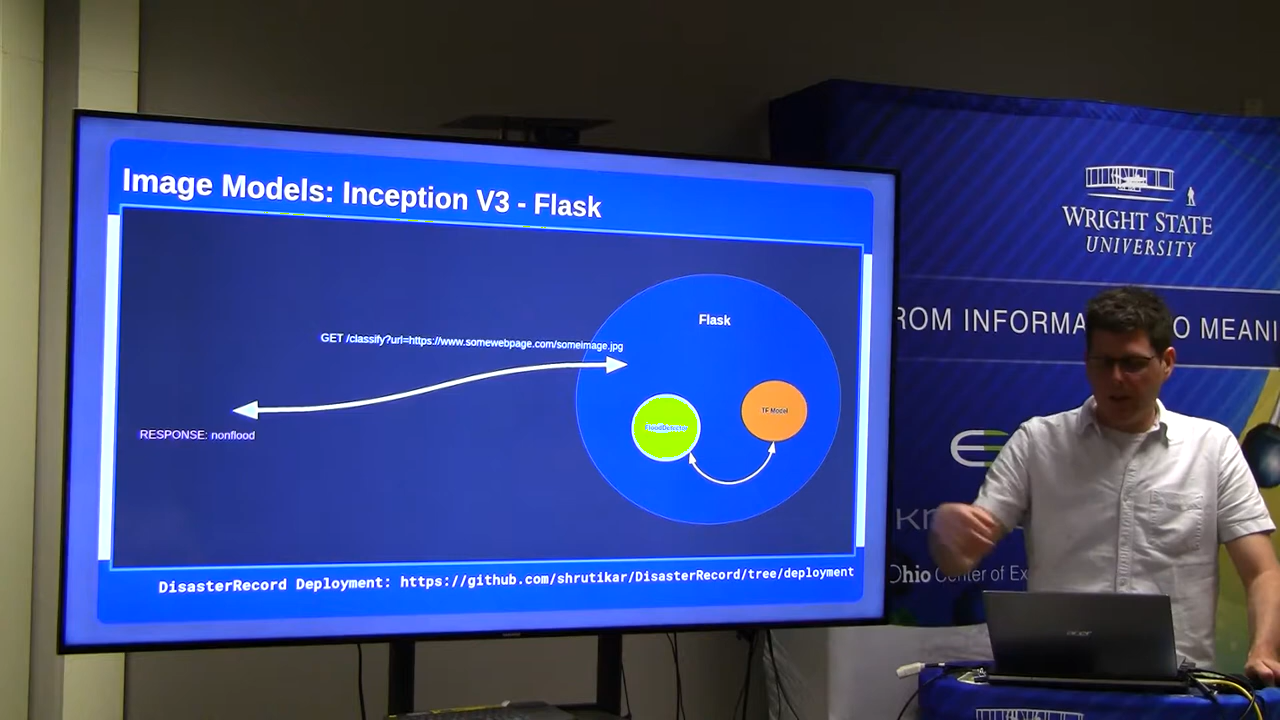 Image Models: Inception V3 - Flask
Flask
GET /classify?url=https://www.somewebpage.com/someimage.jpg
TF Model
FloodDetector
RESPONSE: nonflood
DisasterRecord Deployment: https://github.com/shrutikar/DisasterRecord/tree/deployment
WRIGHT STATE
UNIVERSITY
ROM INFORMA O MEANI
Ohio Center of Ex
acer